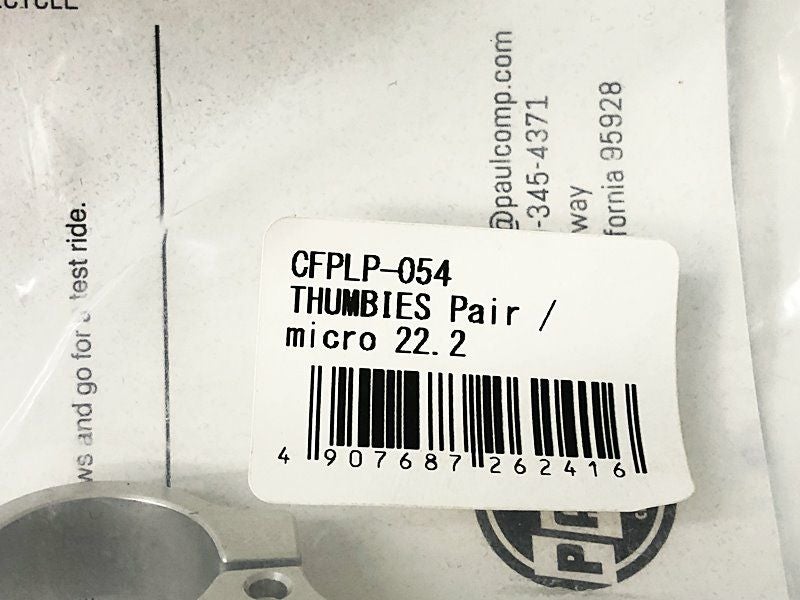 CFPLP-054
THUMBIES Pair /
micro 22.2
4 907687 262416
@paulcomp.com
-345-4371
way
fornia 95928
ws and go for a test ride.